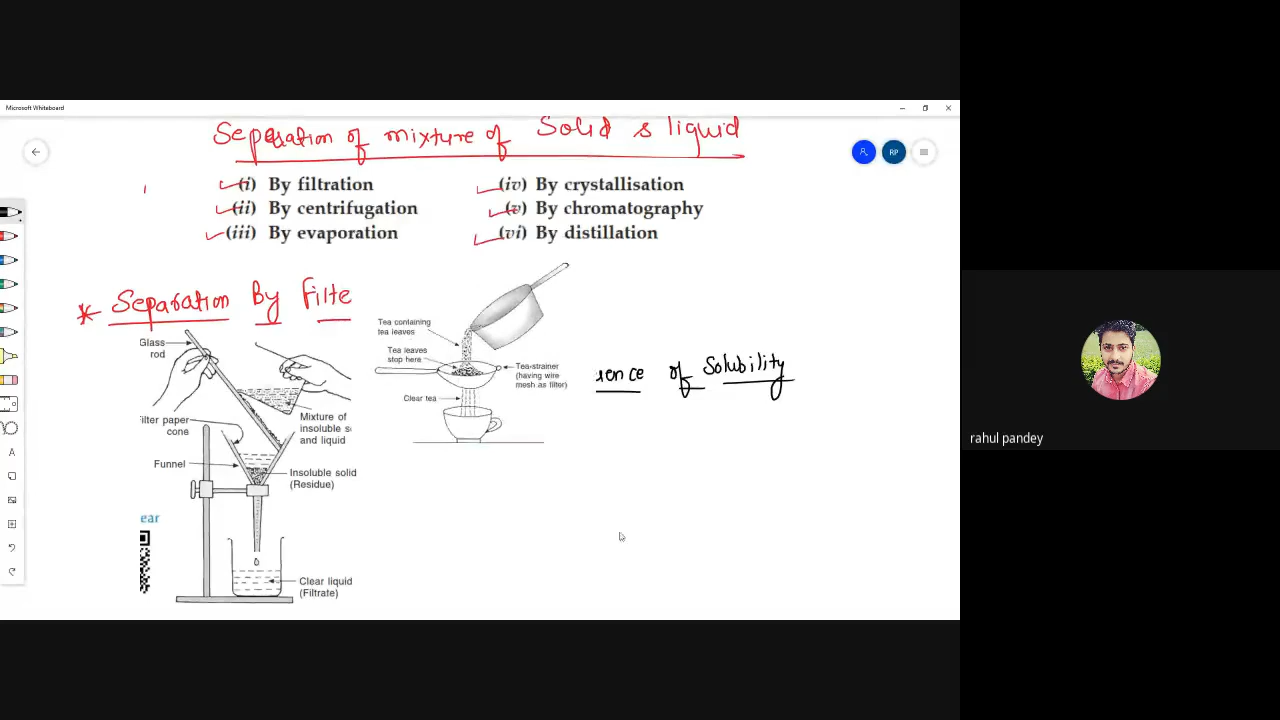 Microsoft Whiteboard
Separation of mixture of Solid & liquid
(i) By filtration
(ii) By centrifugation
(iii) By evaporation
(iv) By crystallisation
(v) By chromatography
(vi) By distillation
RP
* Separation By Filte
Glass
rod
Filter paper
cone
Funnel
Mixture of
insoluble s
and liquid
Insoluble solid
(Residue)
Clear liquid
(Filtrate)
ear
Tea containing
tea leaves
Tea leaves
stop here
Clear tea
Tea-strainer
(having wire
mesh as filter)
rence of Solubility
A
rahul pandey